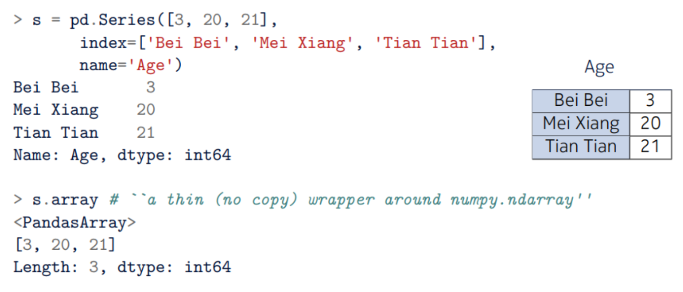 > s = pd.Series([3, 20, 21],
index=['Bei Bei', 'Mei Xiang', 'Tian Tian'],
name='Age')
Bei Bei 3
Mei Xiang 20
Tian Tian 21
Name: Age, dtype: int64
> s.array # ``a thin (no copy) wrapper around numpy.ndarray''
<PandasArray>
[3, 20, 21]
Length: 3, dtype: int64
Age
Bei Bei 3
Mei Xiang 20
Tian Tian 21